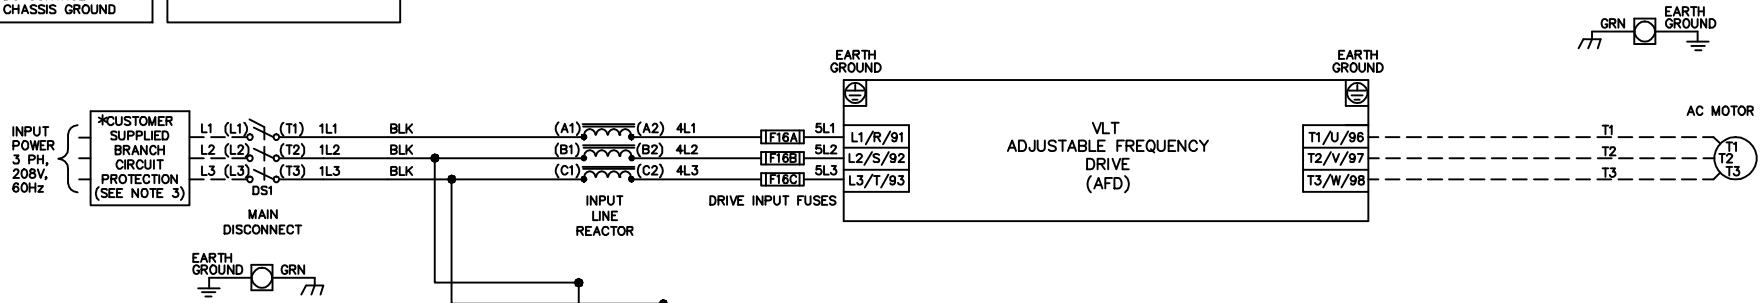 CHASSIS GROUND
EARTH
GROUND
GRN
EARTH
GROUND
EARTH
GROUND
INPUT
POWER
3 PH,
208V,
60Hz
*CUSTOMER
SUPPLIED
BRANCH
CIRCUIT
PROTECTION
(SEE NOTE 3)
L1 (L1) (T1) 1L1 BLK (A1) (A2) 4L1 F16A 5L1 L1/R/91
L2 (L2) (T2) 1L2 BLK (B1) (B2) 4L2 F16B 5L2 L2/S/92
L3 (L3) (T3) 1L3 BLK (C1) (C2) 4L3 F16C 5L3 L3/T/93
DS1
MAIN
DISCONNECT
INPUT
LINE
REACTOR
DRIVE INPUT FUSES
VLT
ADJUSTABLE FREQUENCY
DRIVE
(AFD)
T1/U/96 T1
T2/V/97 T2
T3/W/98 T3
AC MOTOR
T1
T2
T3
EARTH
GROUND GRN